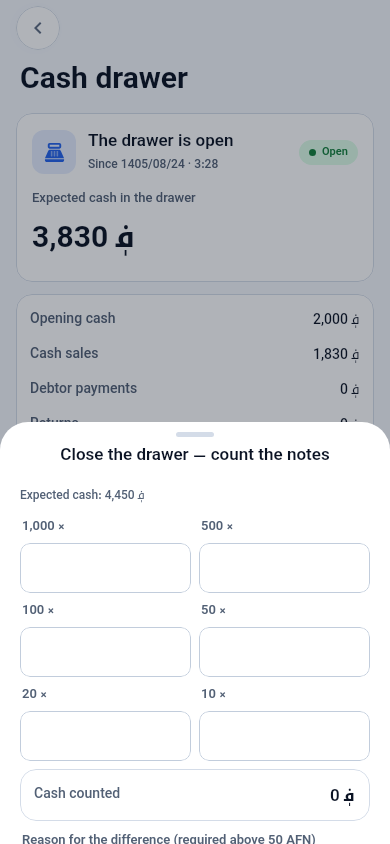 Cash drawer
The drawer is open
Since 1405/08/24 · 3:28
Open
Expected cash in the drawer
3,830 ؋
Opening cash
2,000 ؋
Cash sales
1,830 ؋
Debtor payments
0 ؋
Returns
0 ؋
Close the drawer — count the notes
Expected cash: 4,450 ؋
1,000 ×
500 ×
100 ×
50 ×
20 ×
10 ×
Cash counted
0 ؋
Reason for the difference (required above 50 AFN)